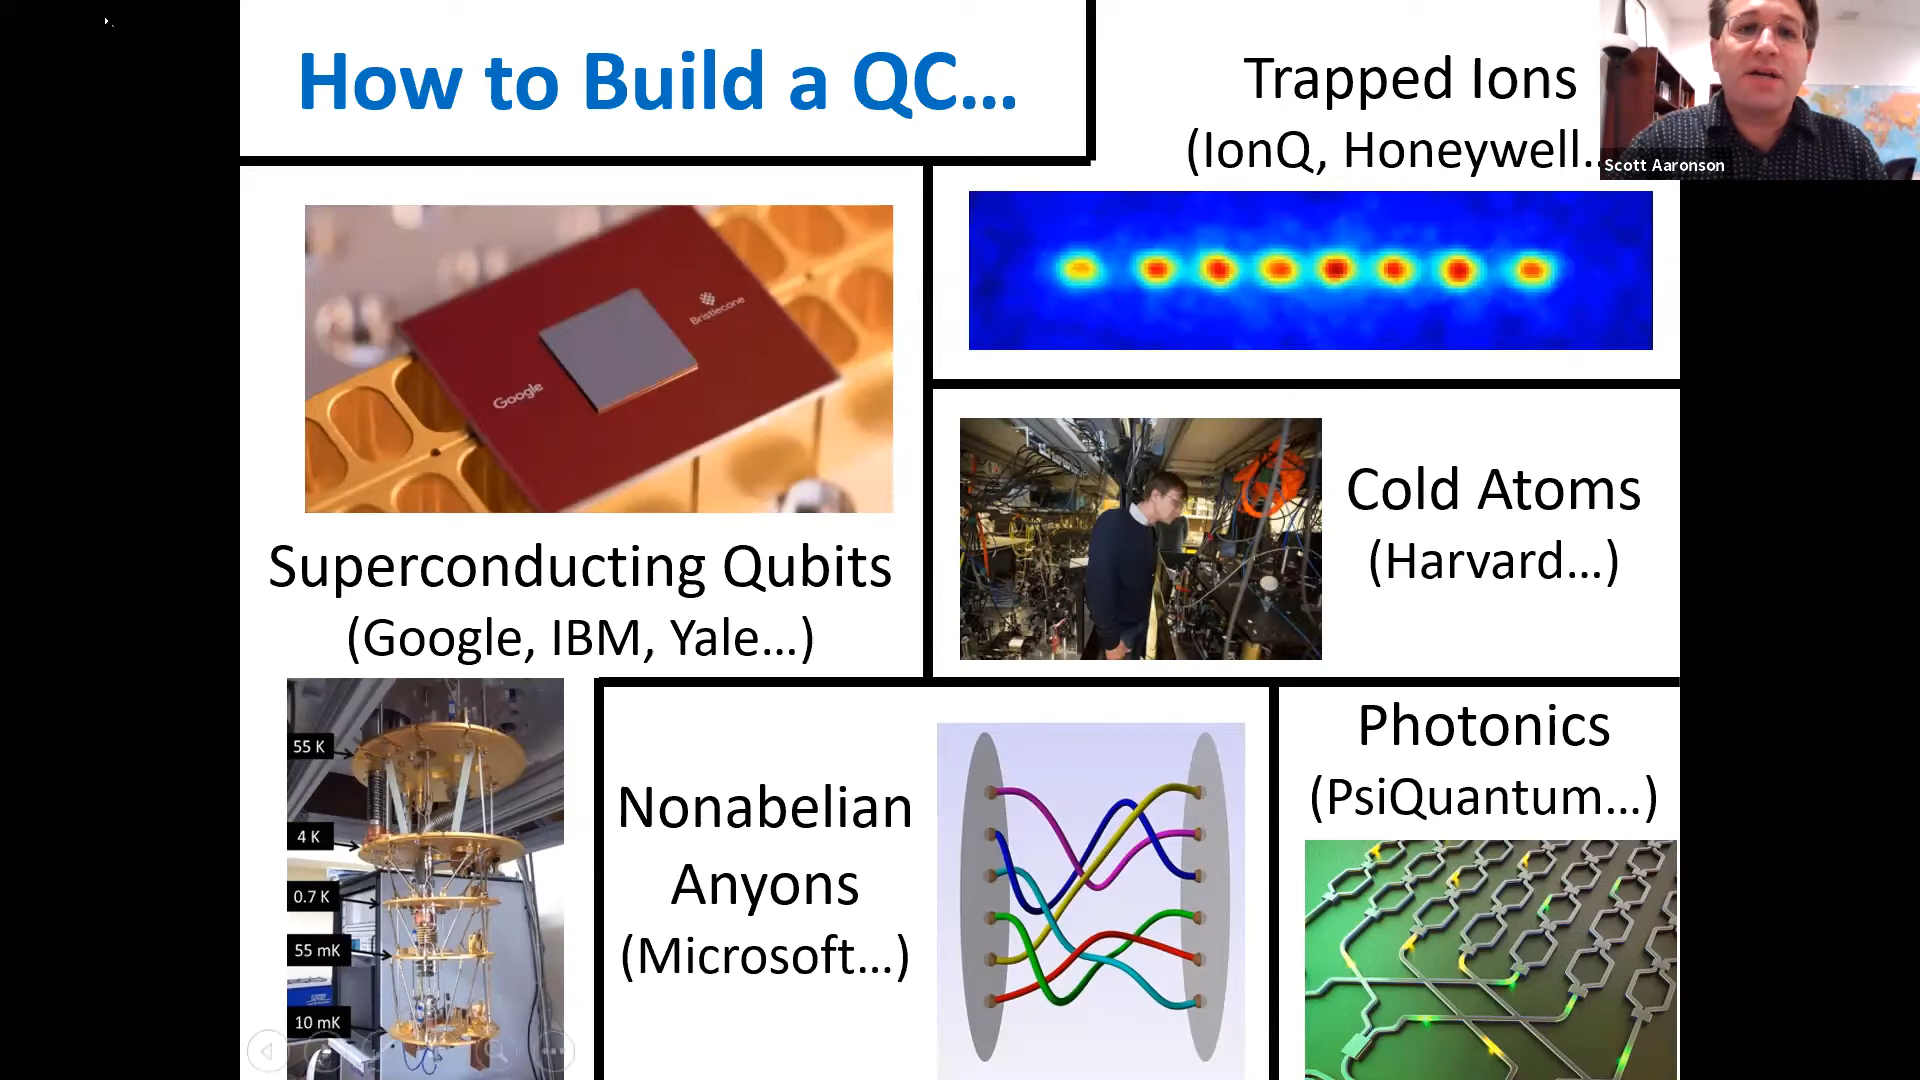 How to Build a QC…
Trapped Ions
(IonQ, Honeywell..
Scott Aaronson
Google
Bristlecone
Superconducting Qubits
(Google, IBM, Yale…)
Cold Atoms
(Harvard…)
55 K
4 K
0.7 K
55 mK
10 mK
Nonabelian
Anyons
(Microsoft…)
Photonics
(PsiQuantum…)